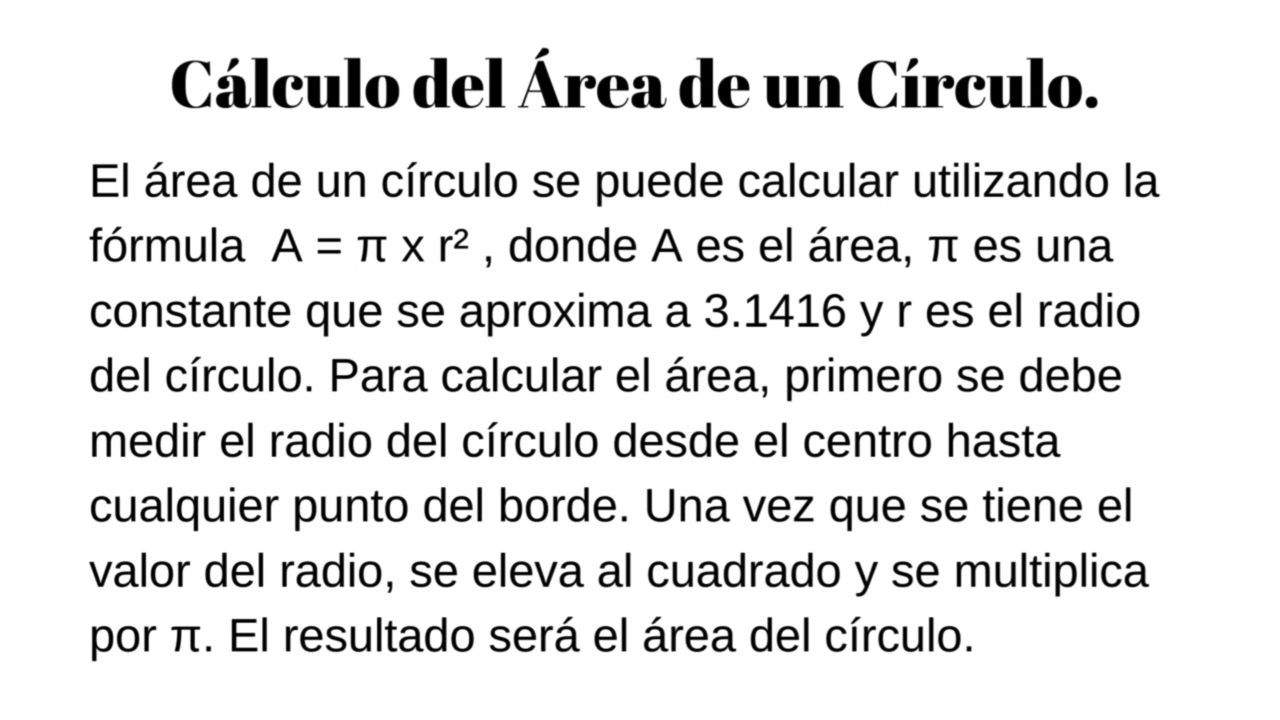 Cálculo del Área de un Círculo.
El área de un círculo se puede calcular utilizando la
fórmula  A = π x r² , donde A es el área, π es una
constante que se aproxima a 3.1416 y r es el radio
del círculo. Para calcular el área, primero se debe
medir el radio del círculo desde el centro hasta
cualquier punto del borde. Una vez que se tiene el
valor del radio, se eleva al cuadrado y se multiplica
por π. El resultado será el área del círculo.